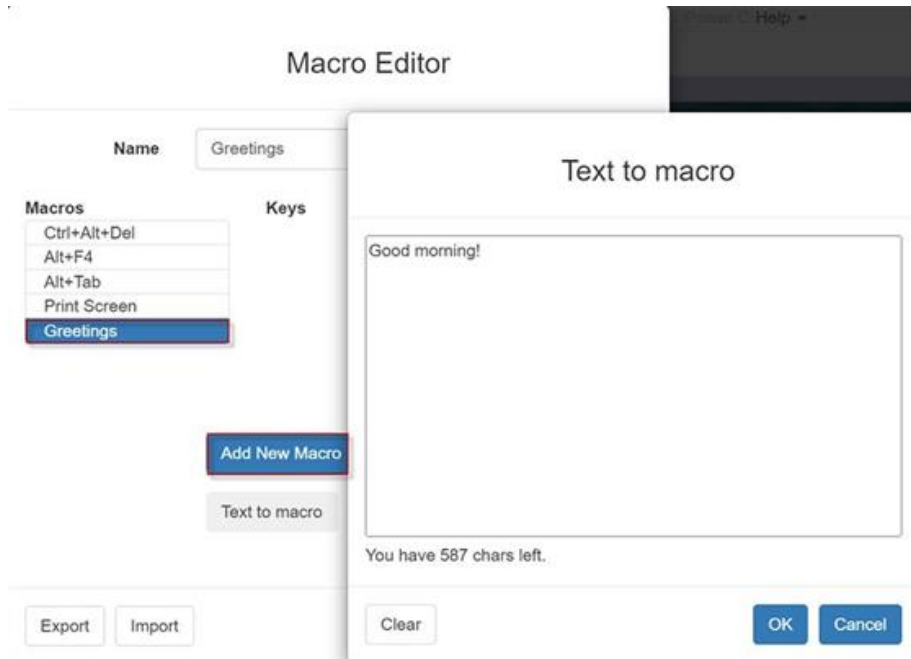 Help
Macro Editor
Name
Greetings
Macros
Keys
Ctrl+Alt+Del
Alt+F4
Alt+Tab
Print Screen
Greetings
Add New Macro
Text to macro
Export
Import
Text to macro
Good morning!
You have 587 chars left.
Clear
OK
Cancel